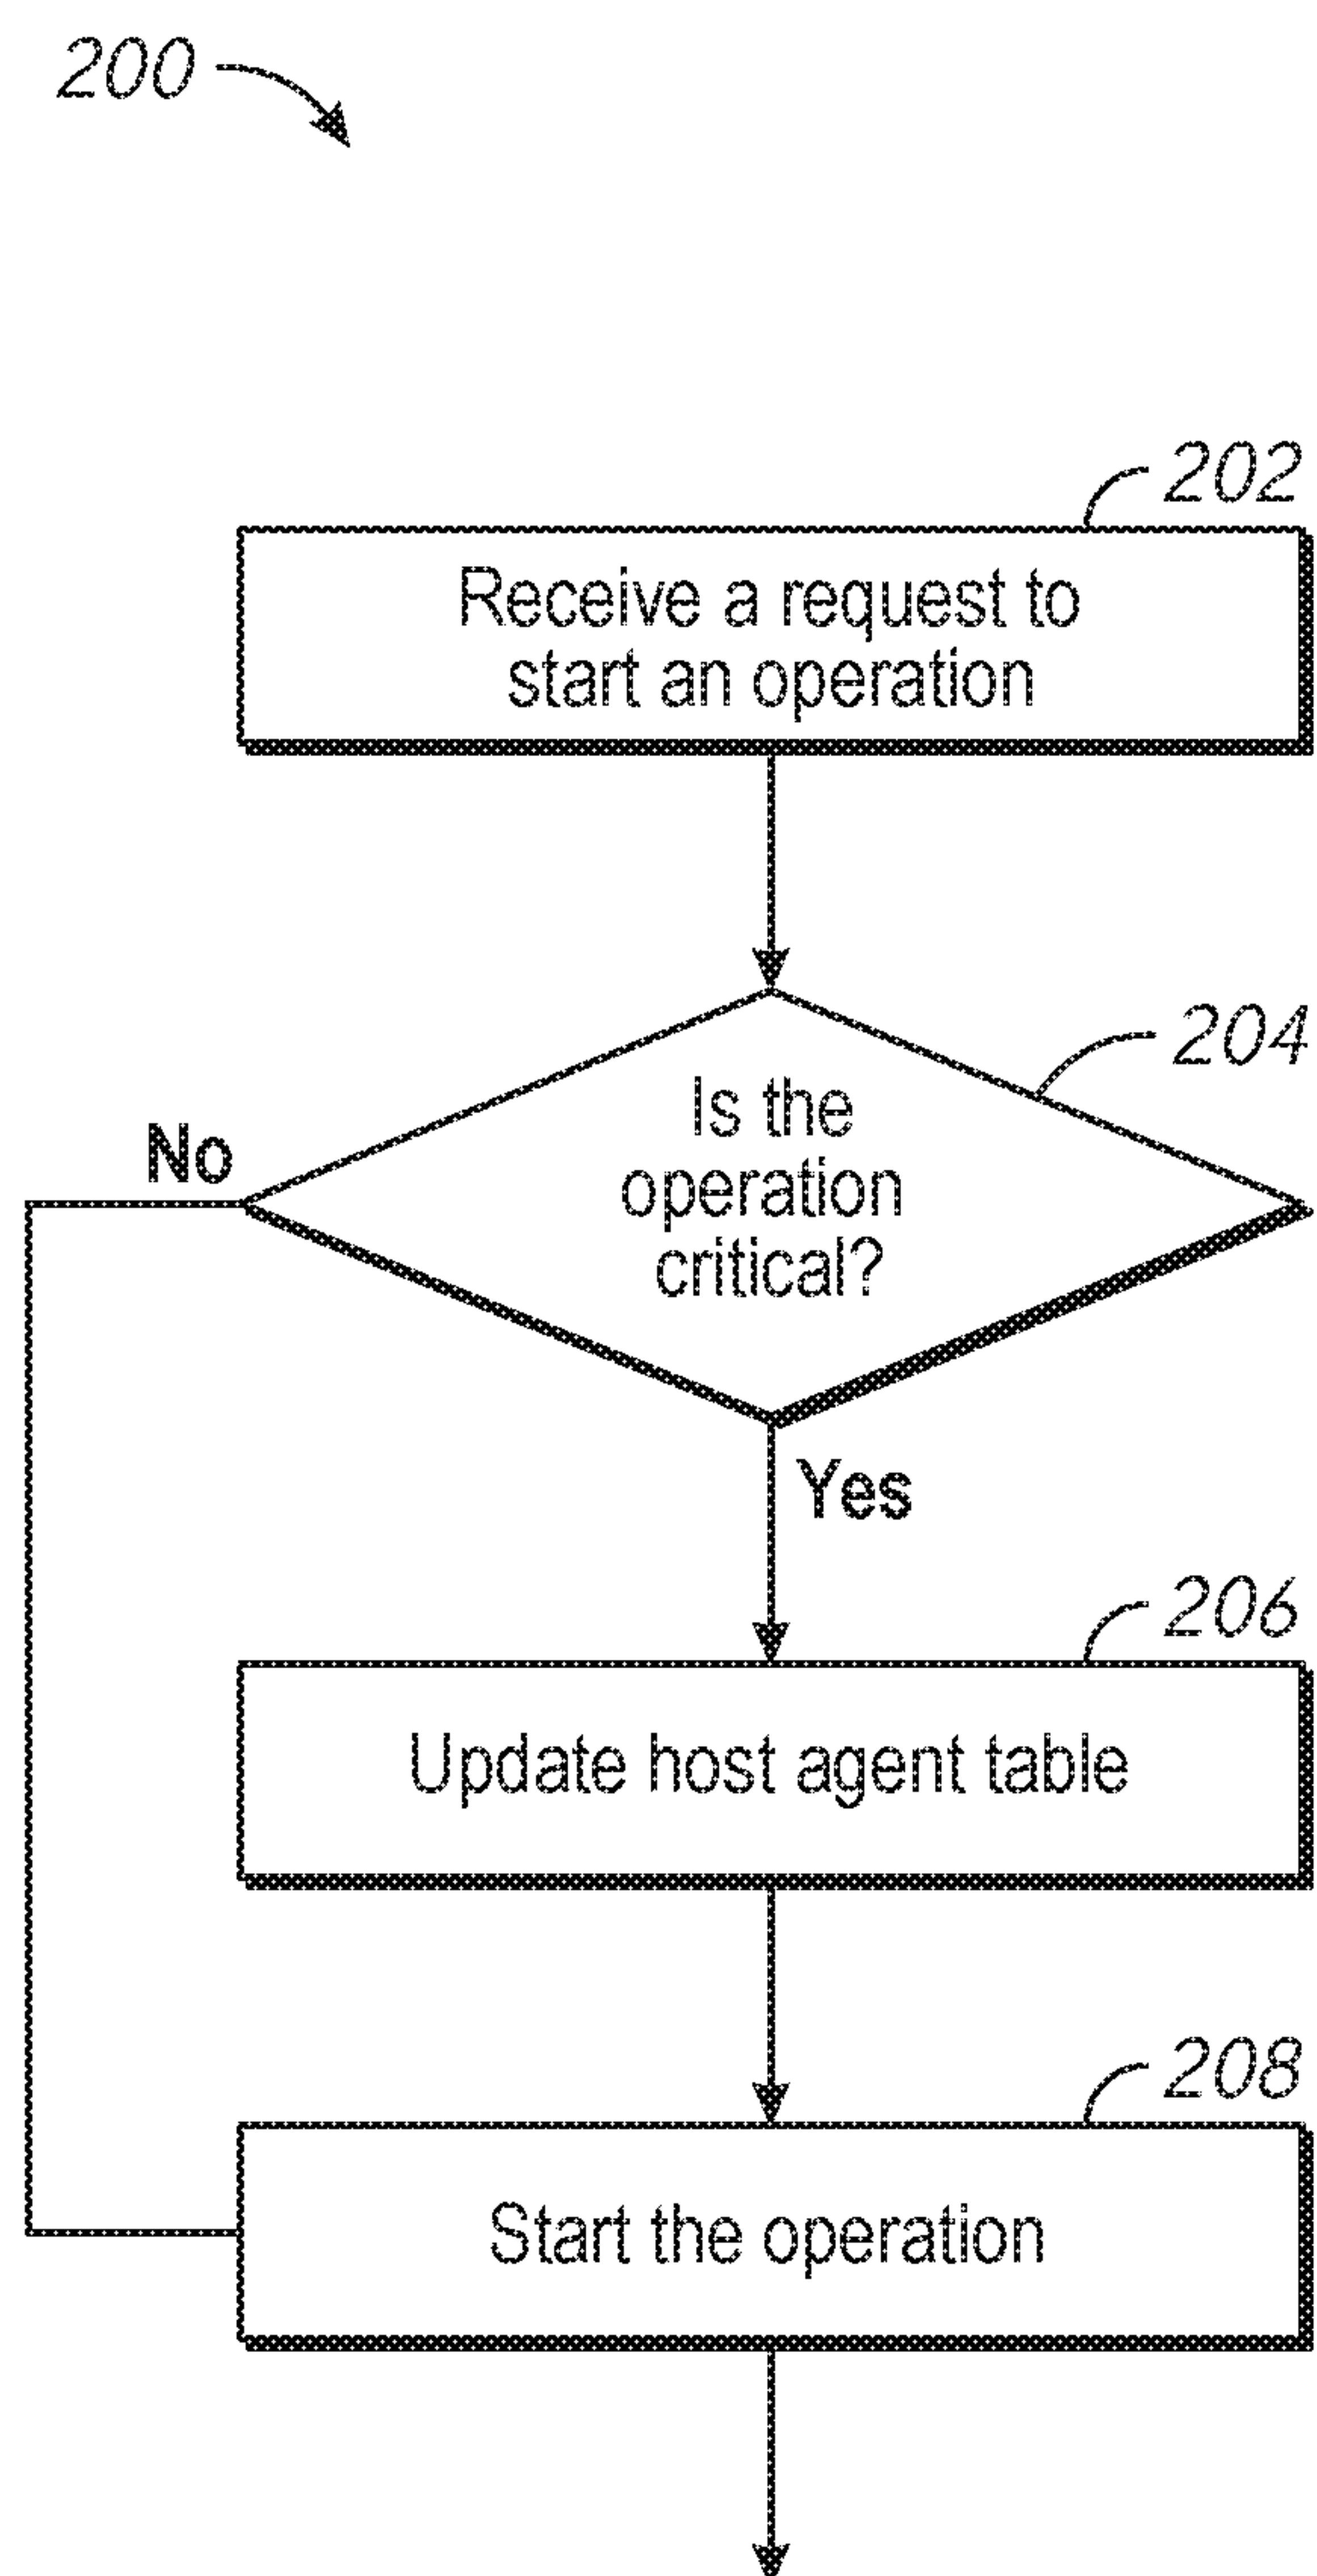 200
202
Receive a request to
start an operation
204
Is the
operation
critical?
No
Yes
206
Update host agent table
208
Start the operation